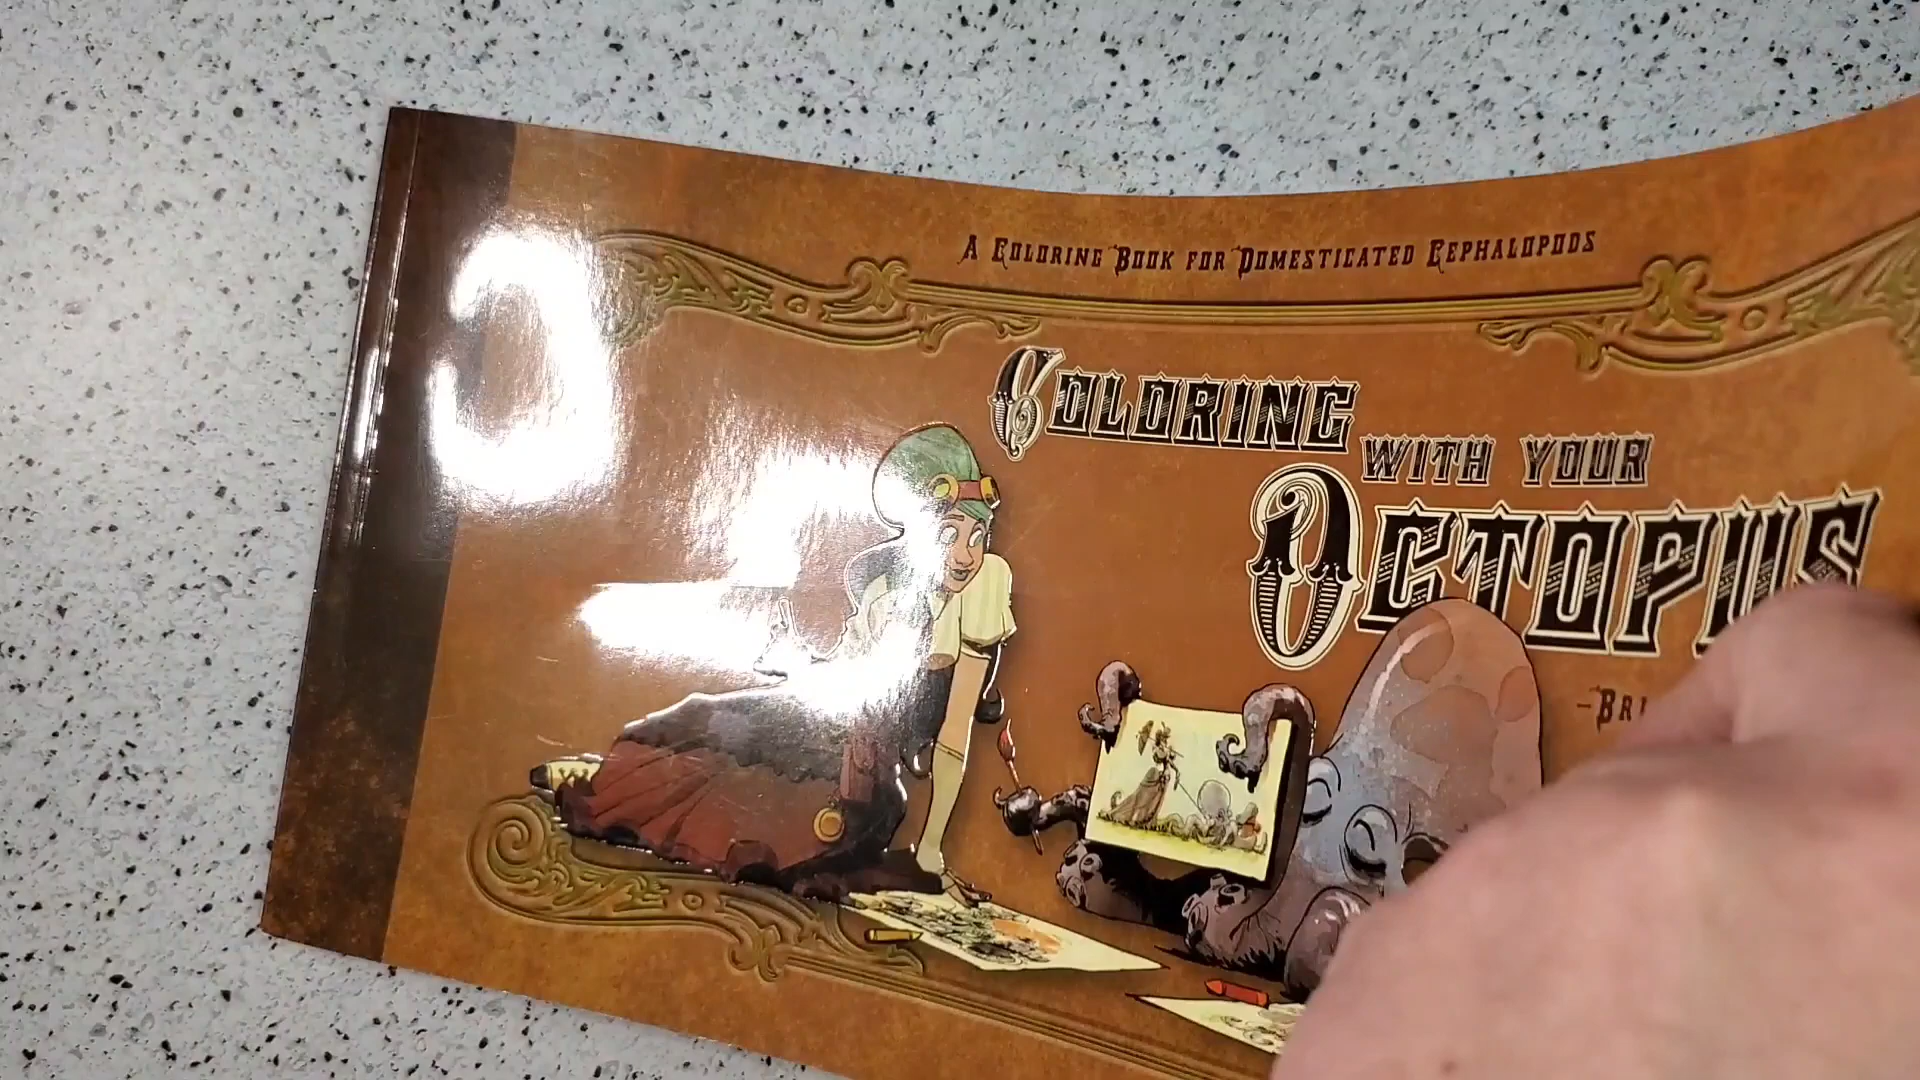 A Coloring Book for Domesticated Cephalopods
Coloring
with your
Octopus